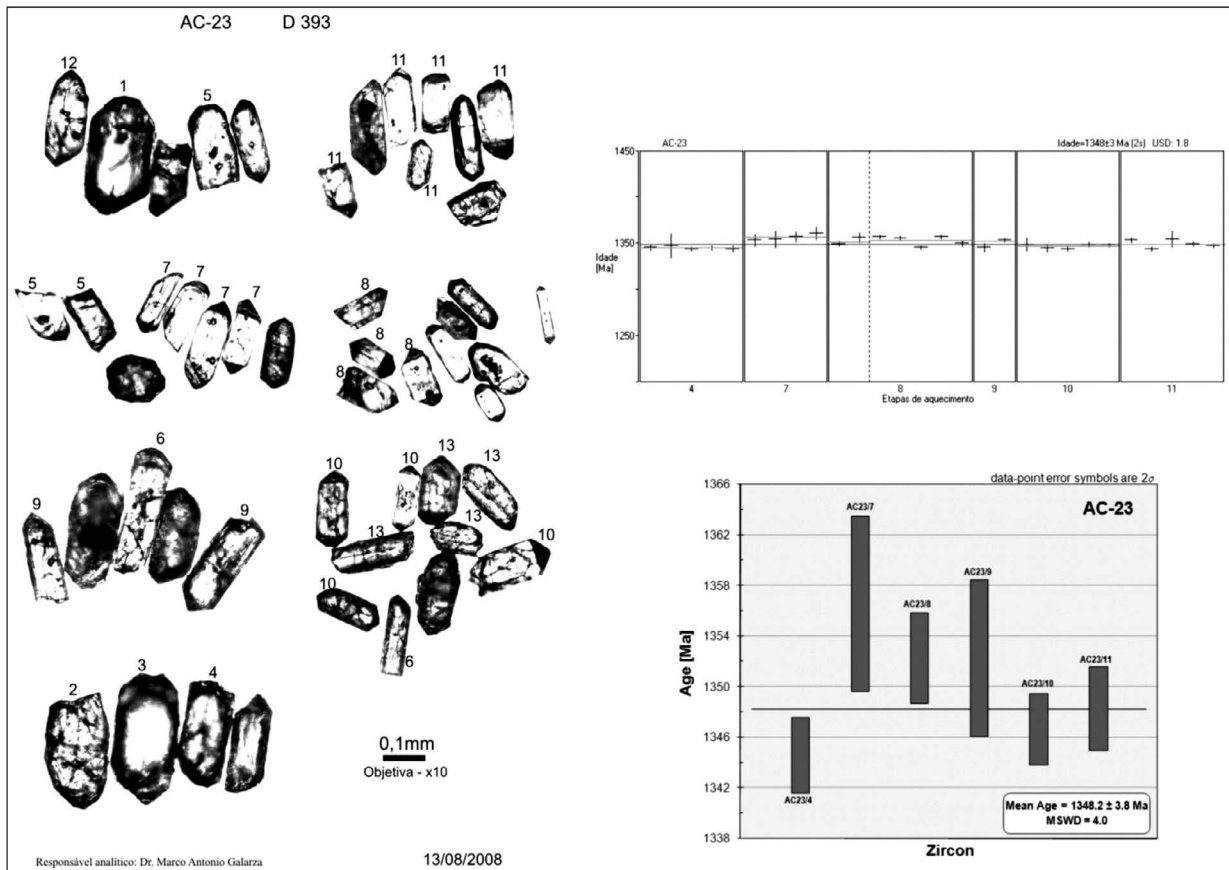 AC-23 D 393
12
1
5
11
11
11
11
11
5
5
7
7
7
7
8
8
8
8
6
9
9
10
10
13
13
13
13
10
10
6
2
3
4
0,1mm
Objetiva - x10
Responsável analítico: Dr. Marco Antonio Galarza
13/08/2008
AC-23 Idade=1348±3 Ma (2s) USD: 1.8
1450
1350
Idade
[Ma]
1250
4 7 8 9 10 11
Etapas de aquecimento
data-point error symbols are 2σ
AC-23
1366
1362
1358
1354
1350
1346
1342
1338
Age [Ma]
AC23/7
AC23/8
AC23/9
AC23/10
AC23/11
AC23/4
Mean Age = 1348.2 ± 3.8 Ma
MSWD = 4.0
Zircon